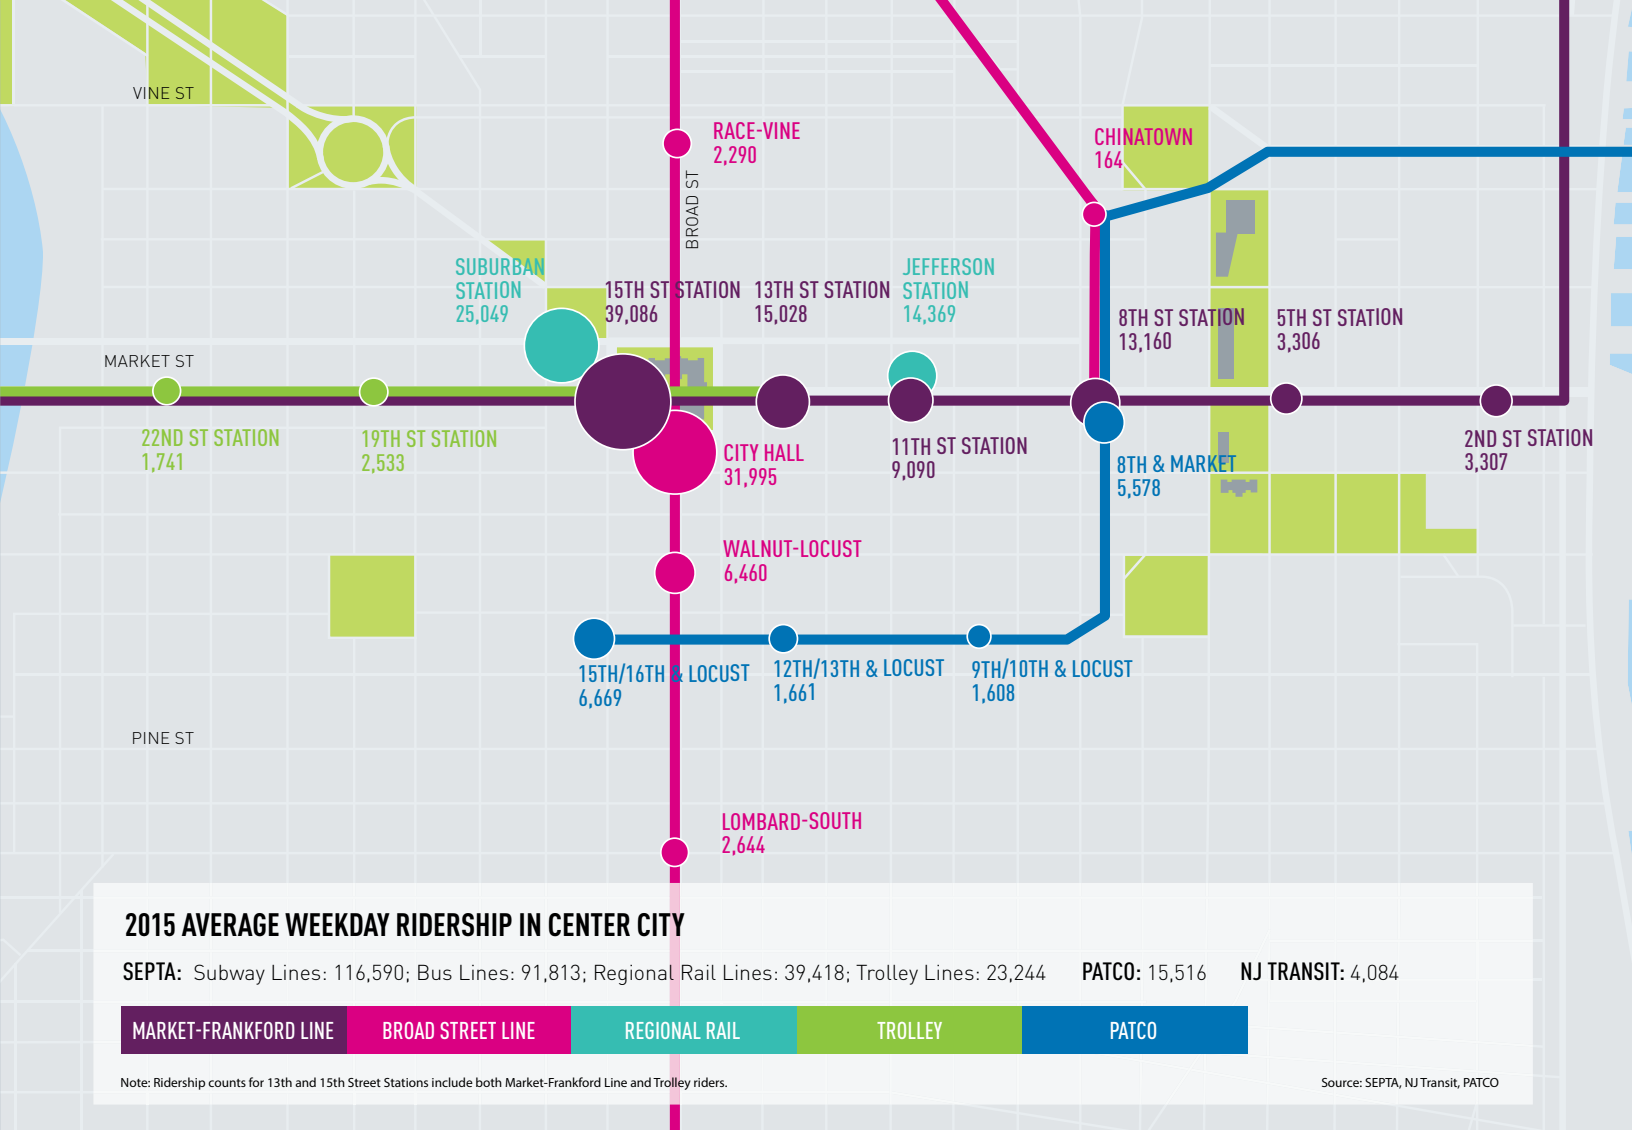 VINE ST
RACE-VINE
2,290
BROAD ST
CHINATOWN
164
SUBURBAN
STATION
25,049
15TH ST STATION
39,086
13TH ST STATION
15,028
JEFFERSON
STATION
14,369
8TH ST STATION
13,160
5TH ST STATION
3,306
MARKET ST
22ND ST STATION
1,741
19TH ST STATION
2,533
CITY HALL
31,995
11TH ST STATION
9,090
8TH & MARKET
5,578
2ND ST STATION
3,307
WALNUT-LOCUST
6,460
15TH/16TH & LOCUST
6,669
12TH/13TH & LOCUST
1,661
9TH/10TH & LOCUST
1,608
PINE ST
LOMBARD-SOUTH
2,644
2015 AVERAGE WEEKDAY RIDERSHIP IN CENTER CITY
SEPTA: Subway Lines: 116,590; Bus Lines: 91,813; Regional Rail Lines: 39,418; Trolley Lines: 23,244 PATCO: 15,516 NJ TRANSIT: 4,084
MARKET-FRANKFORD LINE BROAD STREET LINE REGIONAL RAIL TROLLEY PATCO
Note: Ridership counts for 13th and 15th Street Stations include both Market-Frankford Line and Trolley riders.
Source: SEPTA, NJ Transit, PATCO